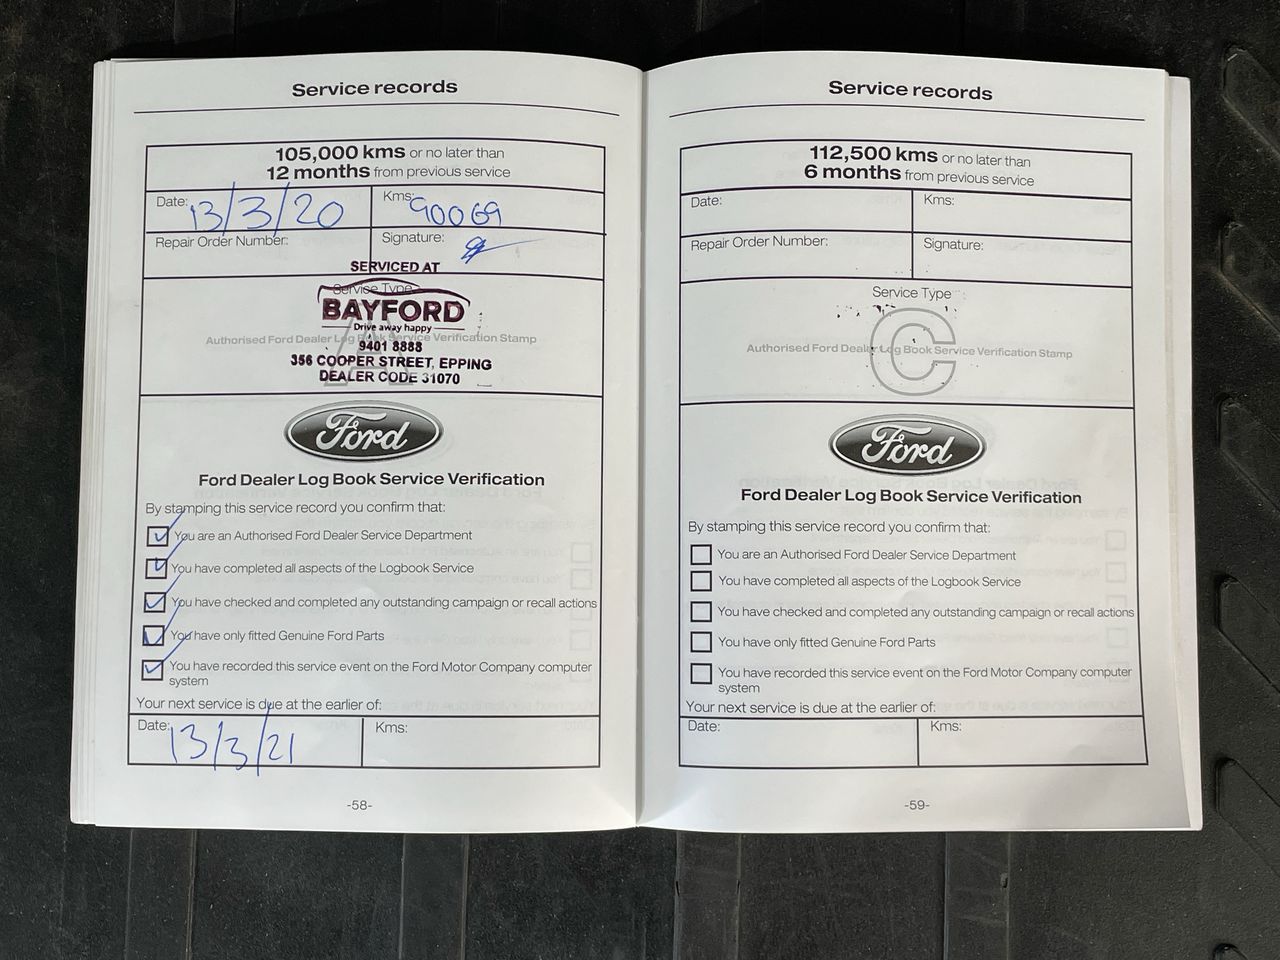 Service records
105,000 kms or no later than
12 months from previous service
Date: 13/3/20
Kms: 90069
Repair Order Number:
Signature:
SERVICED AT
Service Type
BAYFORD
Drive away happy
A
Authorised Ford Dealer Log Book Service Verification Stamp
9401 8888
356 COOPER STREET, EPPING
DEALER CODE 31070
Ford
Ford Dealer Log Book Service Verification
By stamping this service record you confirm that:
You are an Authorised Ford Dealer Service Department
You have completed all aspects of the Logbook Service
You have checked and completed any outstanding campaign or recall actions
You have only fitted Genuine Ford Parts
You have recorded this service event on the Ford Motor Company computer
system
Your next service is due at the earlier of:
Date: 13/3/21
Kms:
-58-
Service records
112,500 kms or no later than
6 months from previous service
Date:
Kms:
Repair Order Number:
Signature:
Service Type
C
Authorised Ford Dealer Log Book Service Verification Stamp
Ford
Ford Dealer Log Book Service Verification
By stamping this service record you confirm that:
You are an Authorised Ford Dealer Service Department
You have completed all aspects of the Logbook Service
You have checked and completed any outstanding campaign or recall actions
You have only fitted Genuine Ford Parts
You have recorded this service event on the Ford Motor Company computer
system
Your next service is due at the earlier of:
Date:
Kms:
-59-